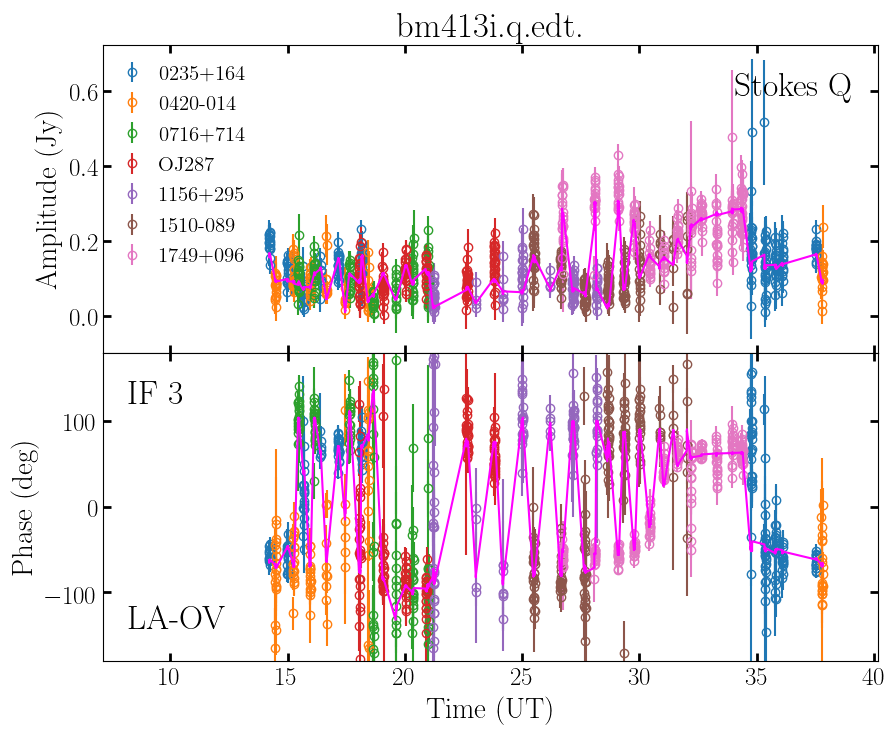 bm413i.q.edt.
Stokes Q
0235+164
0420-014
0716+714
OJ287
1156+295
1510-089
1749+096
Amplitude (Jy)
0.6
0.4
0.2
0.0
IF 3
LA-OV
Phase (deg)
100
0
−100
10 15 20 25 30 35 40
Time (UT)